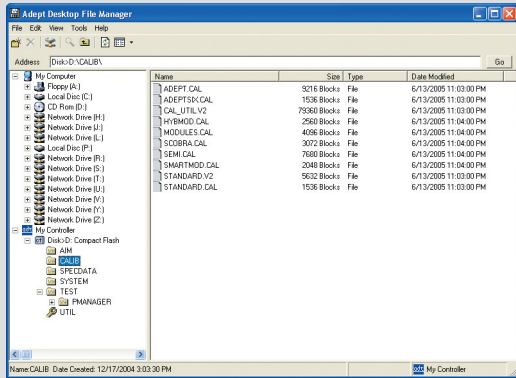 Adept Desktop File Manager
File Edit View Tools Help
Address Disk>D:\CALIB\ Go
My Computer
Floppy (A:)
Local Disc (C:)
CD Rom (D:)
Network Drive (H:)
Network Drive (J:)
Network Drive (L:)
Local Disc (P:)
Network Drive (R:)
Network Drive (S:)
Network Drive (T:)
Network Drive (U:)
Network Drive (V:)
Network Drive (Y:)
Network Drive (Z:)
My Controller
Disk>D: Compact Flash
AIM
CALIB
SPECDATA
SYSTEM
TEST
PMANAGER
UTIL
Name Size Type Date Modified
ADEPT.CAL 9216 Blocks File 6/13/2005 11:03:00 PM
ADEPTSIX.CAL 1536 Blocks File 6/13/2005 11:03:00 PM
CAL_UTIL.V2 79360 Blocks File 6/13/2005 11:03:00 PM
HYBMOD.CAL 2560 Blocks File 6/13/2005 11:04:00 PM
MODULES.CAL 4096 Blocks File 6/13/2005 11:04:00 PM
SCOBRA.CAL 3072 Blocks File 6/13/2005 11:04:00 PM
SEMI.CAL 7680 Blocks File 6/13/2005 11:04:00 PM
SMARTMOD.CAL 2048 Blocks File 6/13/2005 11:04:00 PM
STANDARD.V2 5632 Blocks File 6/13/2005 11:03:00 PM
STANDARD.CAL 1536 Blocks File 6/13/2005 11:03:00 PM
Name:CALIB Date Created: 12/17/2004 3:03:30 PM My Controller